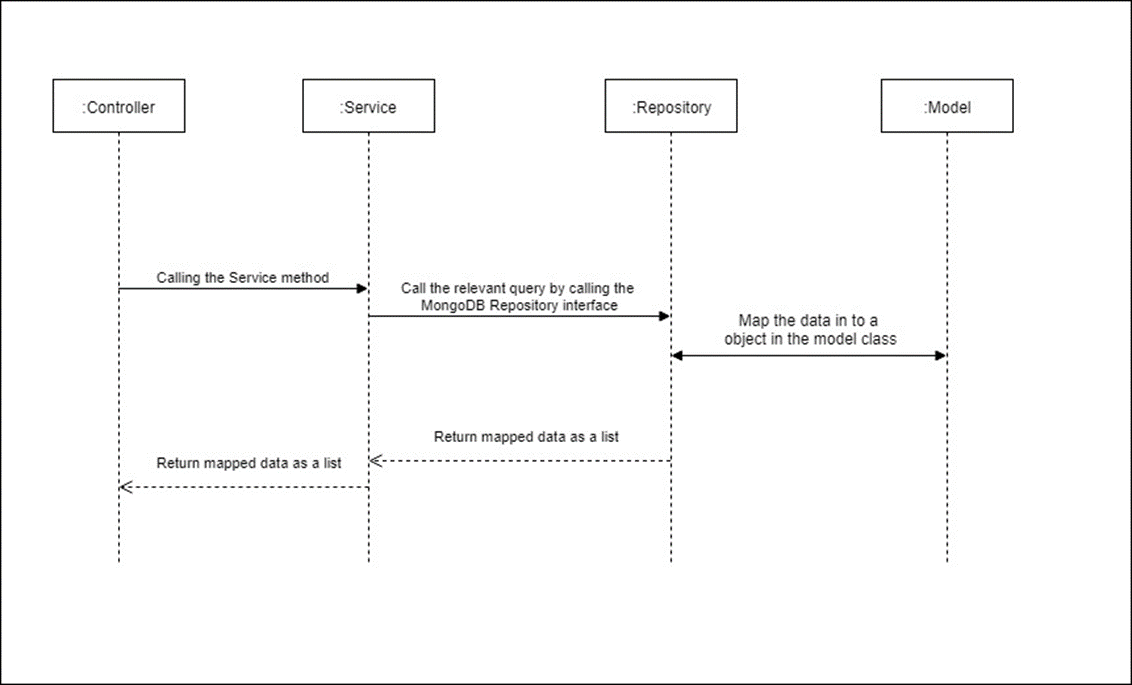 :Controller
:Service
:Repository
:Model
Calling the Service method
Call the relevant query by calling the
MongoDB Repository interface
Map the data in to a
object in the model class
Return mapped data as a list
Return mapped data as a list